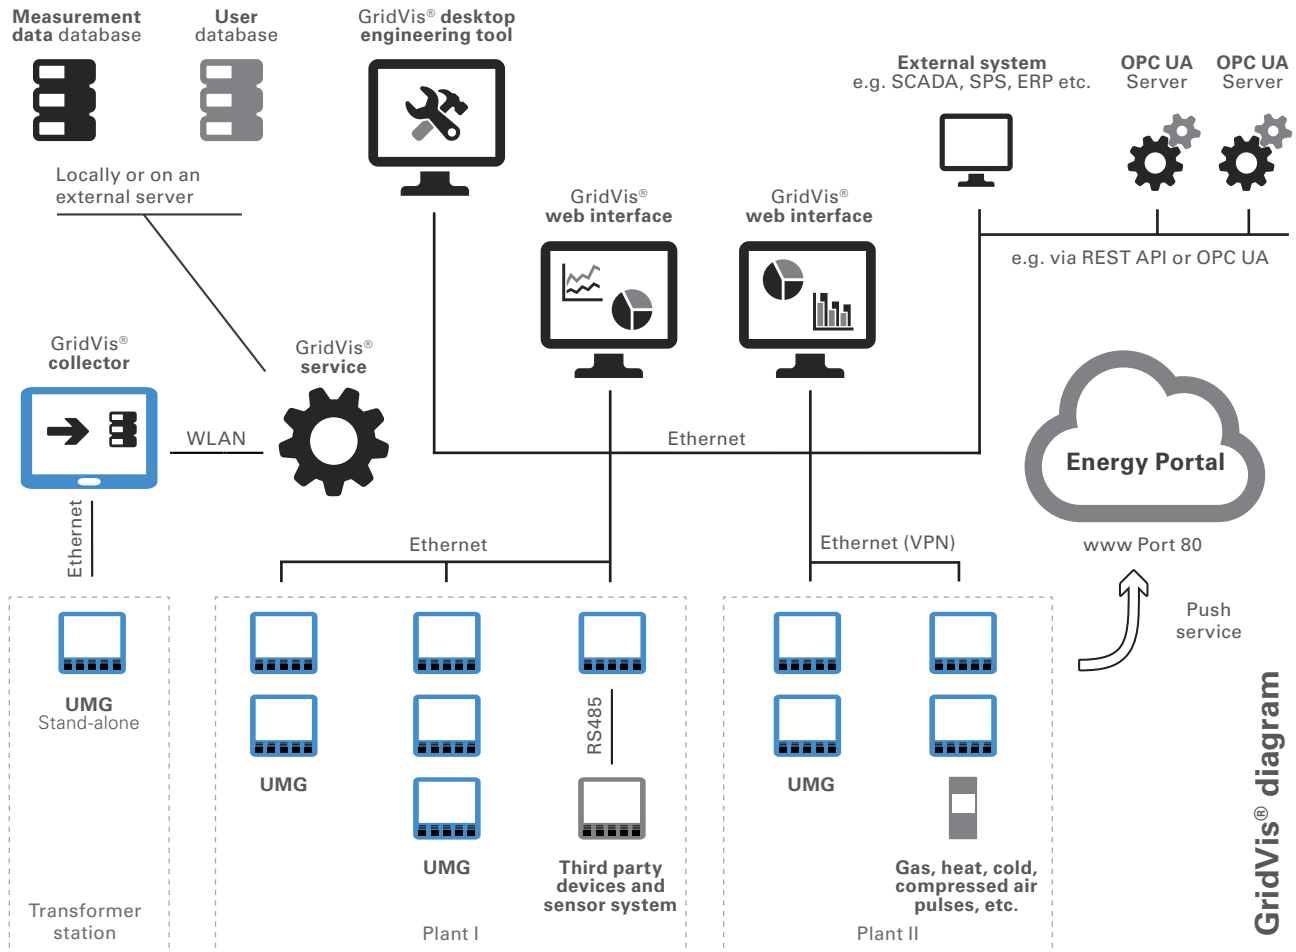 Measurement
data database
User
database
GridVis® desktop
engineering tool
External system
e.g. SCADA, SPS, ERP etc.
OPC UA
Server
OPC UA
Server
Locally or on an
external server
GridVis®
web interface
GridVis®
web interface
e.g. via REST API or OPC UA
GridVis®
collector
GridVis®
service
WLAN
Ethernet
Energy Portal
Ethernet
Ethernet
Ethernet (VPN)
www Port 80
Push
service
UMG
Stand-alone
RS485
UMG
UMG
UMG
Third party
devices and
sensor system
Gas, heat, cold,
compressed air
pulses, etc.
Transformer
station
Plant I
Plant II
GridVis® diagram